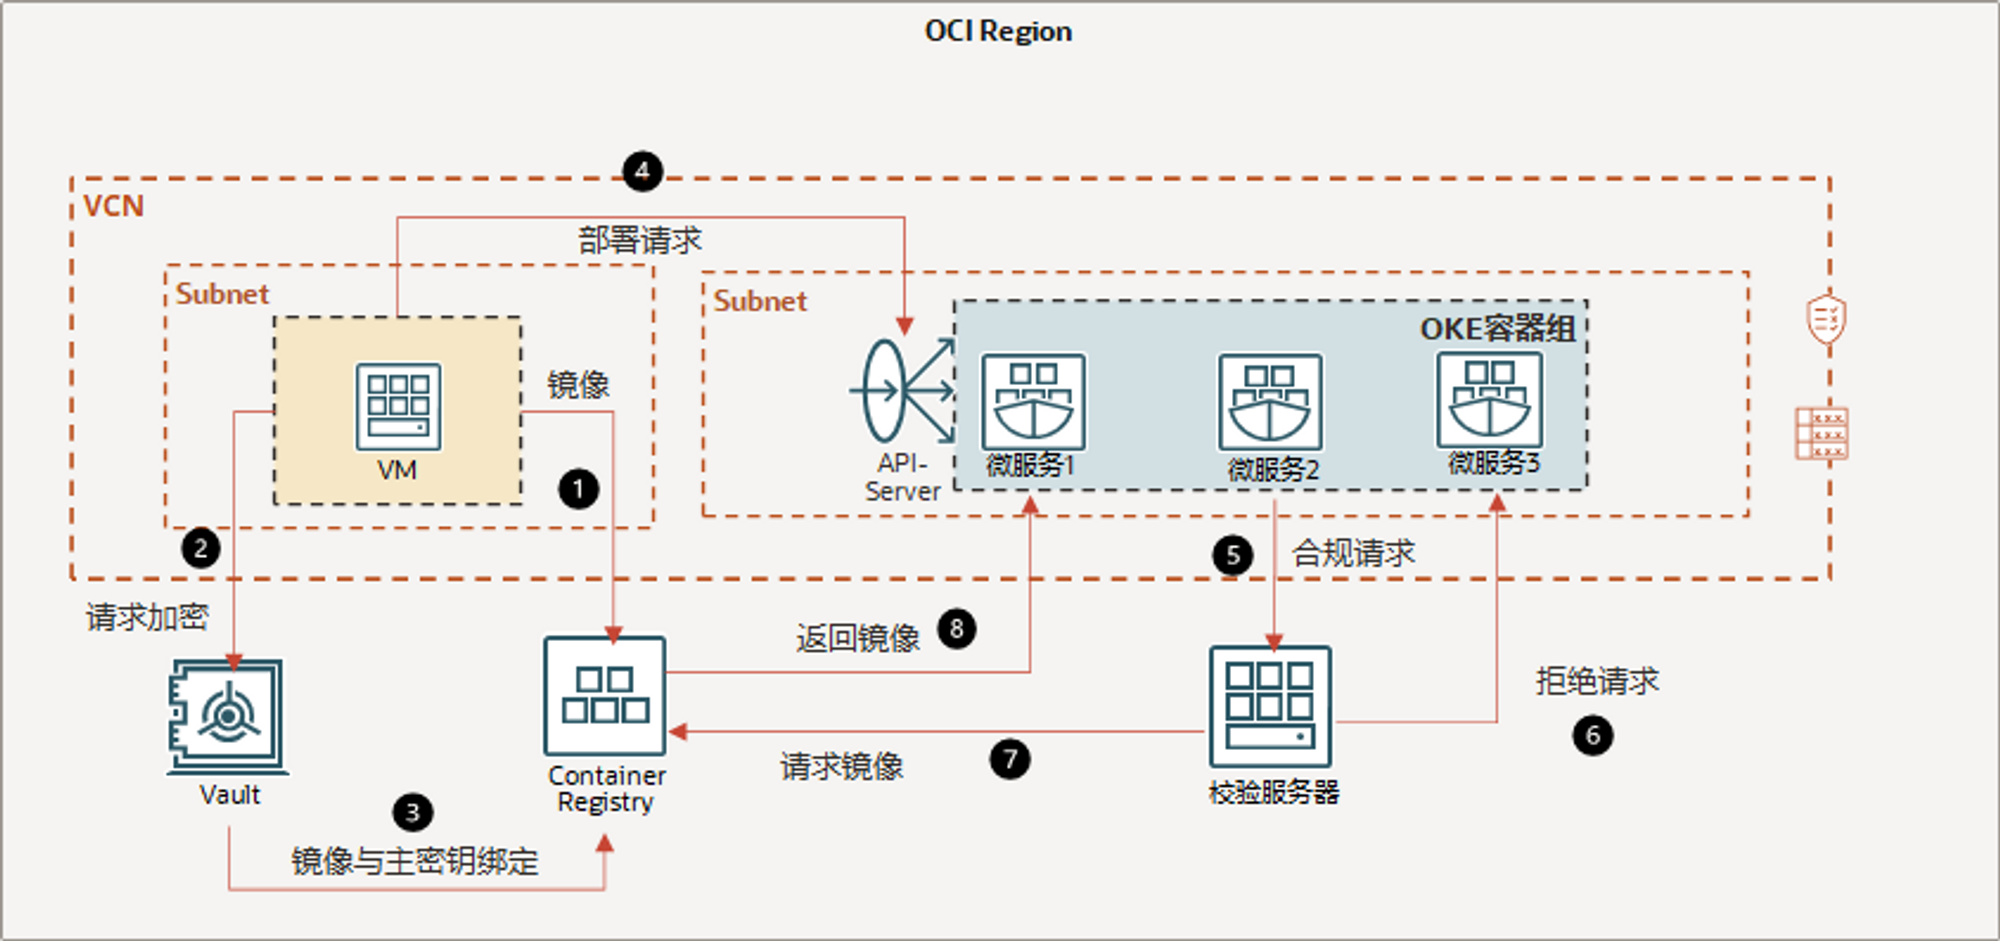 OCI Region
4
VCN
部署请求
Subnet
Subnet
OKE容器组
镜像
VM
API-
Server
微服务1
微服务2
微服务3
1
2
5
合规请求
请求加密
返回镜像
8
拒绝请求
6
7
请求镜像
Container
Registry
Vault
校验服务器
3
镜像与主密钥绑定